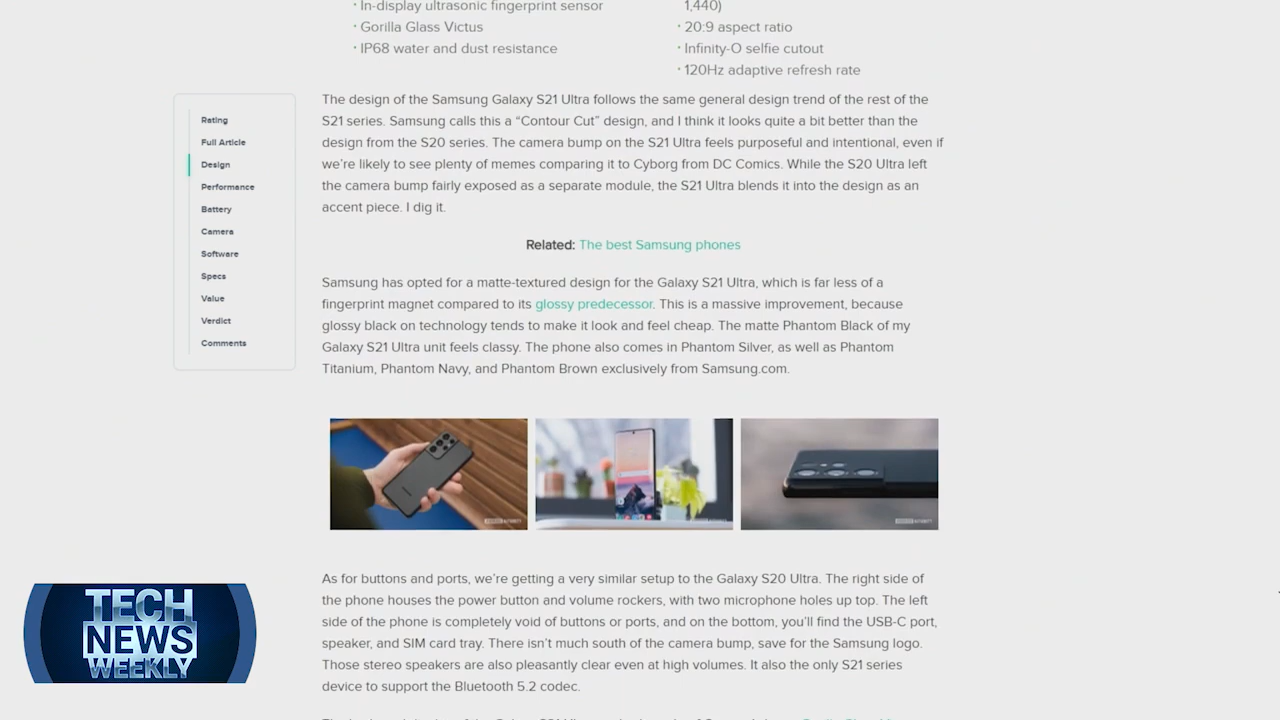 · In-display ultrasonic fingerprint sensor
· Gorilla Glass Victus
· IP68 water and dust resistance
1,440)
· 20:9 aspect ratio
· Infinity-O selfie cutout
· 120Hz adaptive refresh rate
Rating
Full Article
Design
Performance
Battery
Camera
Software
Specs
Value
Verdict
Comments
The design of the Samsung Galaxy S21 Ultra follows the same general design trend of the rest of the
S21 series. Samsung calls this a “Contour Cut” design, and I think it looks quite a bit better than the
design from the S20 series. The camera bump on the S21 Ultra feels purposeful and intentional, even if
we’re likely to see plenty of memes comparing it to Cyborg from DC Comics. While the S20 Ultra left
the camera bump fairly exposed as a separate module, the S21 Ultra blends it into the design as an
accent piece. I dig it.
Related: The best Samsung phones
Samsung has opted for a matte-textured design for the Galaxy S21 Ultra, which is far less of a
fingerprint magnet compared to its glossy predecessor. This is a massive improvement, because
glossy black on technology tends to make it look and feel cheap. The matte Phantom Black of my
Galaxy S21 Ultra unit feels classy. The phone also comes in Phantom Silver, as well as Phantom
Titanium, Phantom Navy, and Phantom Brown exclusively from Samsung.com.
As for buttons and ports, we’re getting a very similar setup to the Galaxy S20 Ultra. The right side of
the phone houses the power button and volume rockers, with two microphone holes up top. The left
side of the phone is completely void of buttons or ports, and on the bottom, you’ll find the USB-C port,
speaker, and SIM card tray. There isn’t much south of the camera bump, save for the Samsung logo.
Those stereo speakers are also pleasantly clear even at high volumes. It also the only S21 series
device to support the Bluetooth 5.2 codec.
TECH
NEWS
WEEKLY